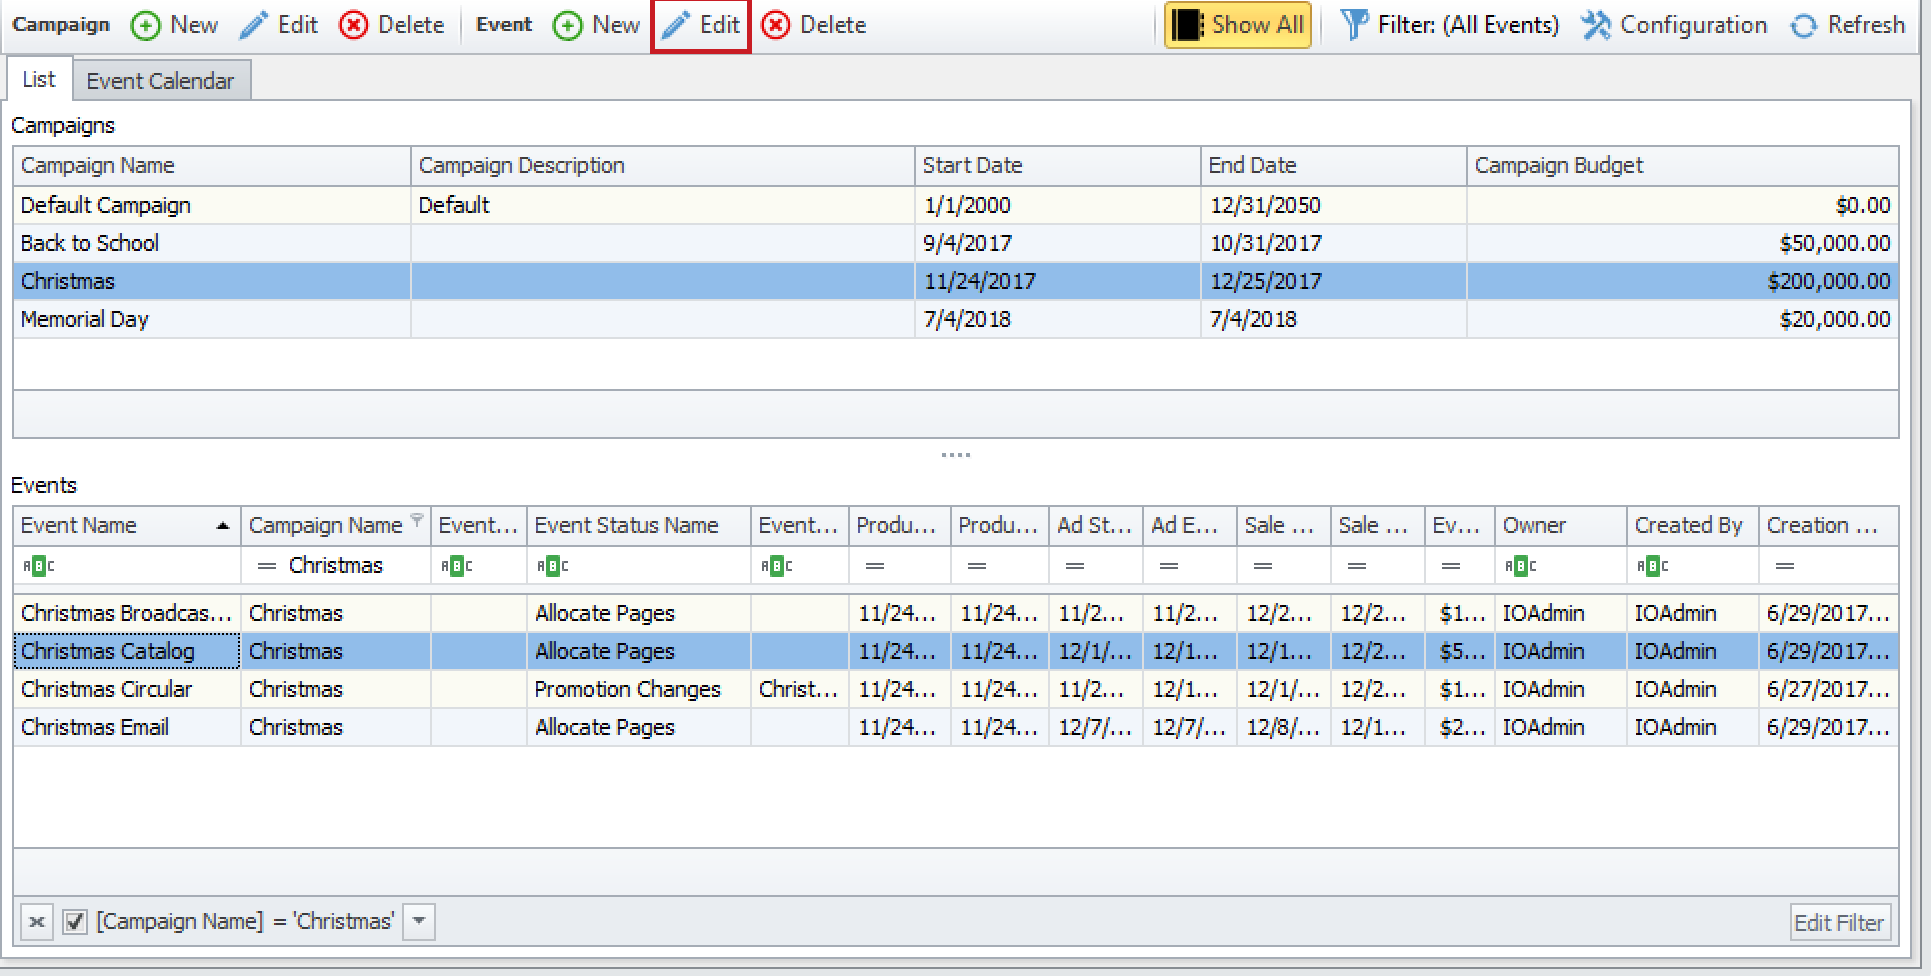 Campaign New Edit Delete Event New Edit Delete Show All Filter: (All Events) Configuration Refresh
List Event Calendar
Campaigns
Campaign Name Campaign Description Start Date End Date Campaign Budget
Default Campaign Default 1/1/2000 12/31/2050 $0.00
Back to School 9/4/2017 10/31/2017 $50,000.00
Christmas 11/24/2017 12/25/2017 $200,000.00
Memorial Day 7/4/2018 7/4/2018 $20,000.00
Events
Event Name Campaign Name Event... Event Status Name Event... Produ... Produ... Ad St... Ad E... Sale ... Sale ... Ev... Owner Created By Creation ...
ABC = Christmas ABC ABC ABC = = = = = = = ABC ABC =
Christmas Broadcas... Christmas Allocate Pages 11/24... 11/24... 11/2... 11/2... 12/2... 12/2... $1... IOAdmin IOAdmin 6/29/2017...
Christmas Catalog Christmas Allocate Pages 11/24... 11/24... 12/1/... 12/1... 12/1... 12/2... $5... IOAdmin IOAdmin 6/29/2017...
Christmas Circular Christmas Promotion Changes Christ... 11/24... 11/24... 11/2... 12/1... 12/1/... 12/2... $1... IOAdmin IOAdmin 6/27/2017...
Christmas Email Christmas Allocate Pages 11/24... 11/24... 12/7/... 12/7/... 12/8/... 12/1... $2... IOAdmin IOAdmin 6/29/2017...
[Campaign Name] = 'Christmas' Edit Filter